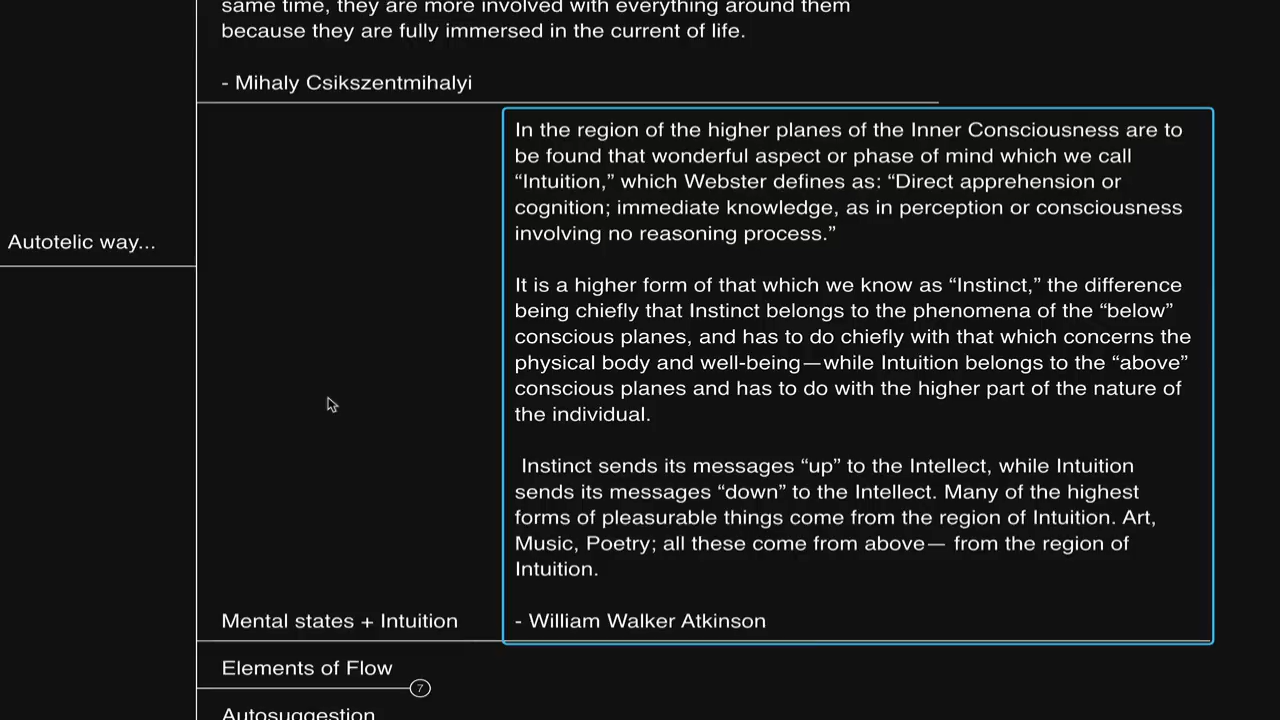 same time, they are more involved with everything around them
because they are fully immersed in the current of life.
- Mihaly Csikszentmihalyi
Autotelic way...
In the region of the higher planes of the Inner Consciousness are to
be found that wonderful aspect or phase of mind which we call
“Intuition,” which Webster defines as: “Direct apprehension or
cognition; immediate knowledge, as in perception or consciousness
involving no reasoning process.”
It is a higher form of that which we know as “Instinct,” the difference
being chiefly that Instinct belongs to the phenomena of the “below”
conscious planes, and has to do chiefly with that which concerns the
physical body and well-being—while Intuition belongs to the “above”
conscious planes and has to do with the higher part of the nature of
the individual.
Instinct sends its messages “up” to the Intellect, while Intuition
sends its messages “down” to the Intellect. Many of the highest
forms of pleasurable things come from the region of Intuition. Art,
Music, Poetry; all these come from above— from the region of
Intuition.
- William Walker Atkinson
Mental states + Intuition
Elements of Flow
7
Autosuggestion